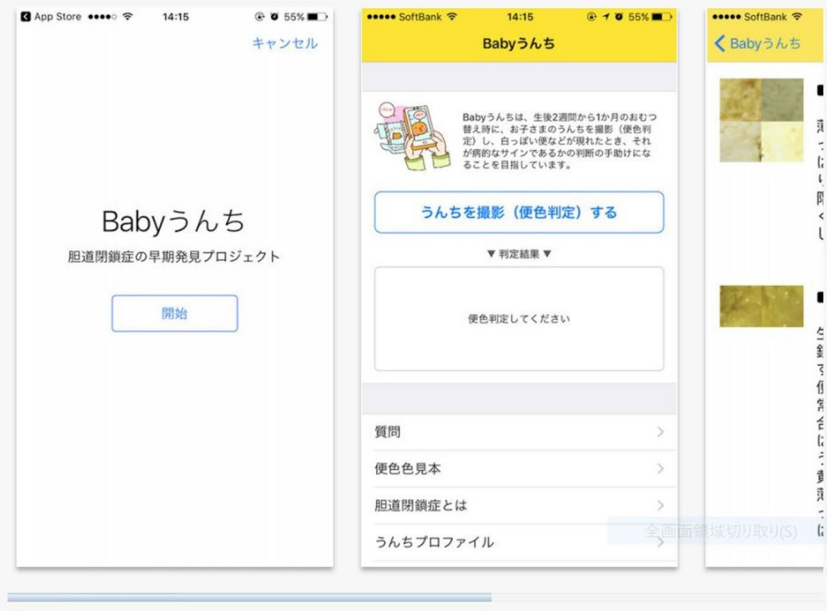 App Store
14:15
55%
キャンセル
Babyうんち
胆道閉鎖症の早期発見プロジェクト
開始
SoftBank
14:15
55%
Babyうんち
Babyうんちは、生後2週間から1か月のおむつ
替え時に、お子さまのうんちを撮影（便色判
定）し、白っぽい便などが現れたとき、それ
が病的なサインであるかの判断の手助けにな
ることを目指しています。
うんちを撮影（便色判定）する
▼ 判定結果 ▼
便色判定してください
質問
便色色見本
胆道閉鎖症とは
うんちプロファイル
SoftBank
Babyうんち
全画面領域切り取り(S)